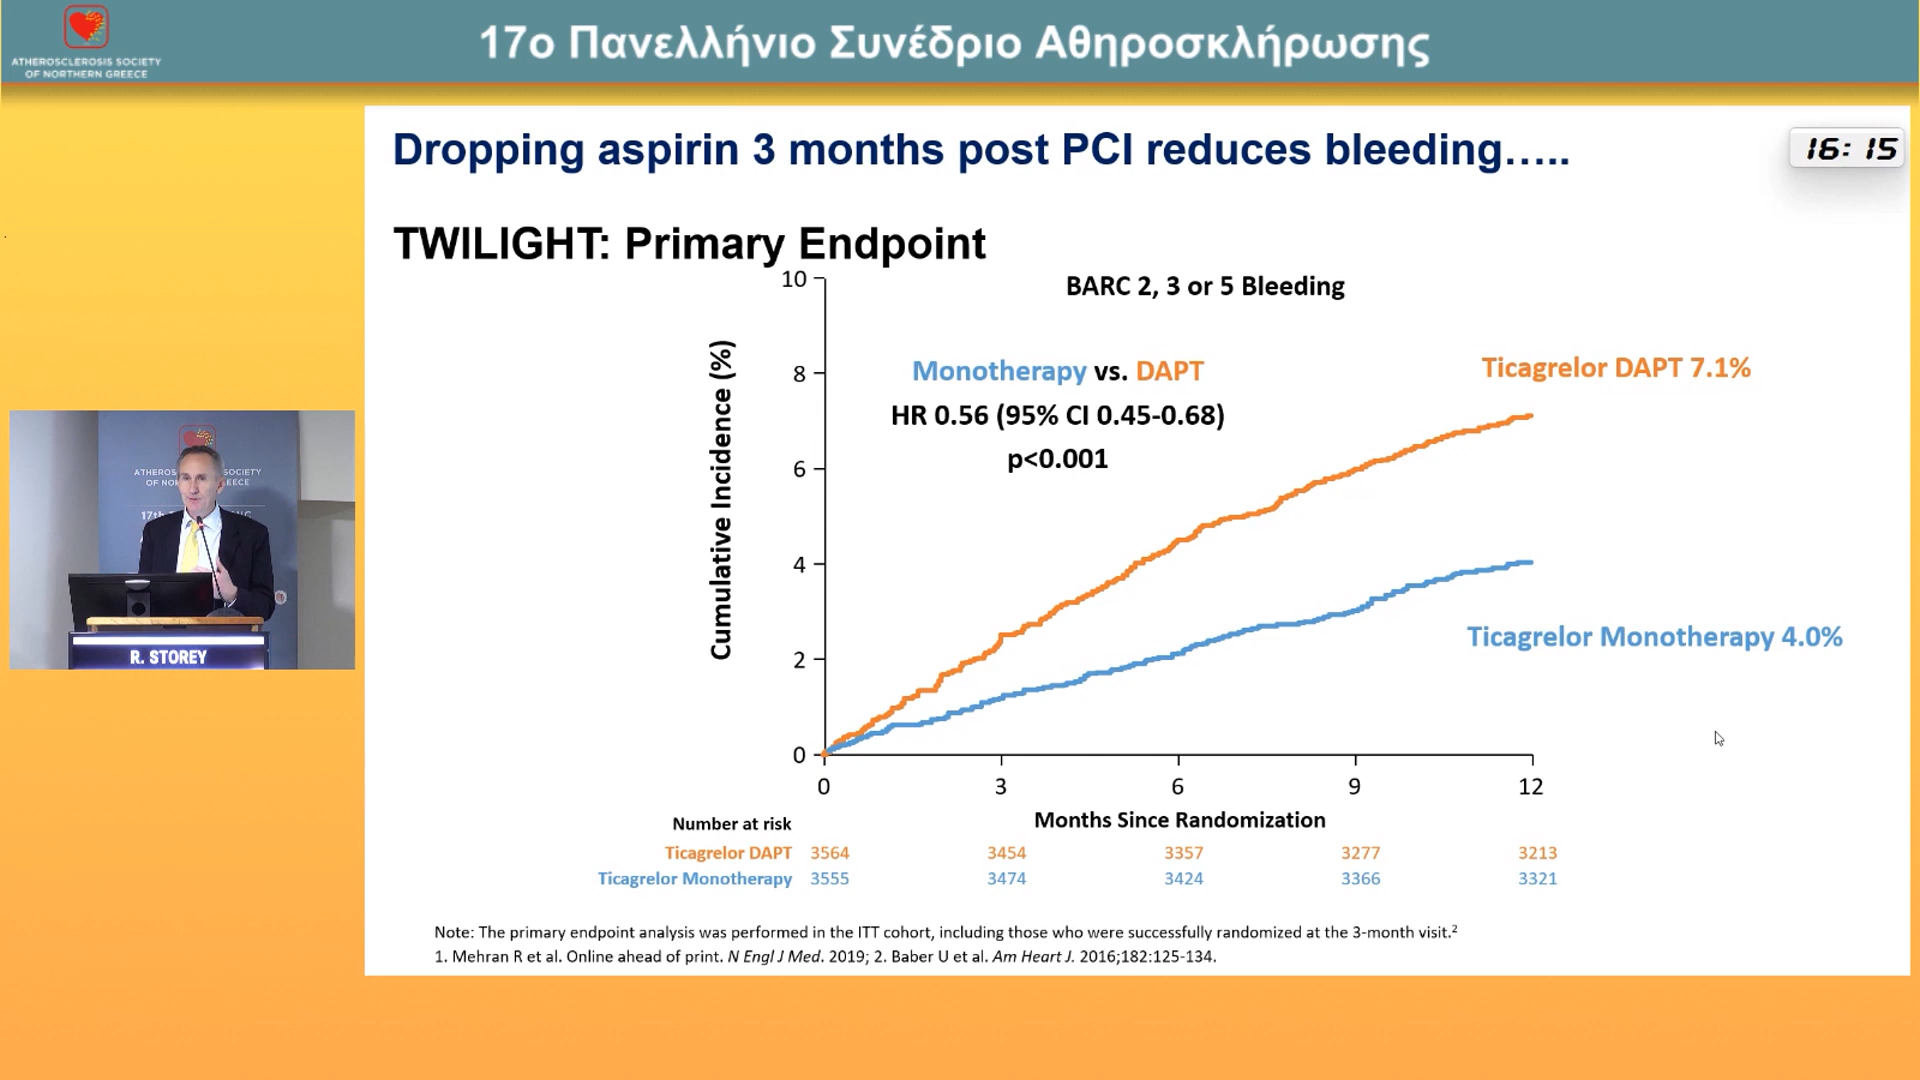 ATHEROSCLEROSIS SOCIETY
OF NORTHERN GREECE
17ο Πανελλήνιο Συνέδριο Αθηροσκλήρωσης
Dropping aspirin 3 months post PCI reduces bleeding.....
16:15
TWILIGHT: Primary Endpoint
BARC 2, 3 or 5 Bleeding
Monotherapy vs. DAPT
HR 0.56 (95% CI 0.45-0.68)
p<0.001
Ticagrelor DAPT 7.1%
Ticagrelor Monotherapy 4.0%
Cumulative Incidence (%)
10
8
6
4
2
0
0 3 6 9 12
Months Since Randomization
Number at risk
Ticagrelor DAPT 3564 3454 3357 3277 3213
Ticagrelor Monotherapy 3555 3474 3424 3366 3321
Note: The primary endpoint analysis was performed in the ITT cohort, including those who were successfully randomized at the 3-month visit.²
1. Mehran R et al. Online ahead of print. N Engl J Med. 2019; 2. Baber U et al. Am Heart J. 2016;182:125-134.
R. STOREY